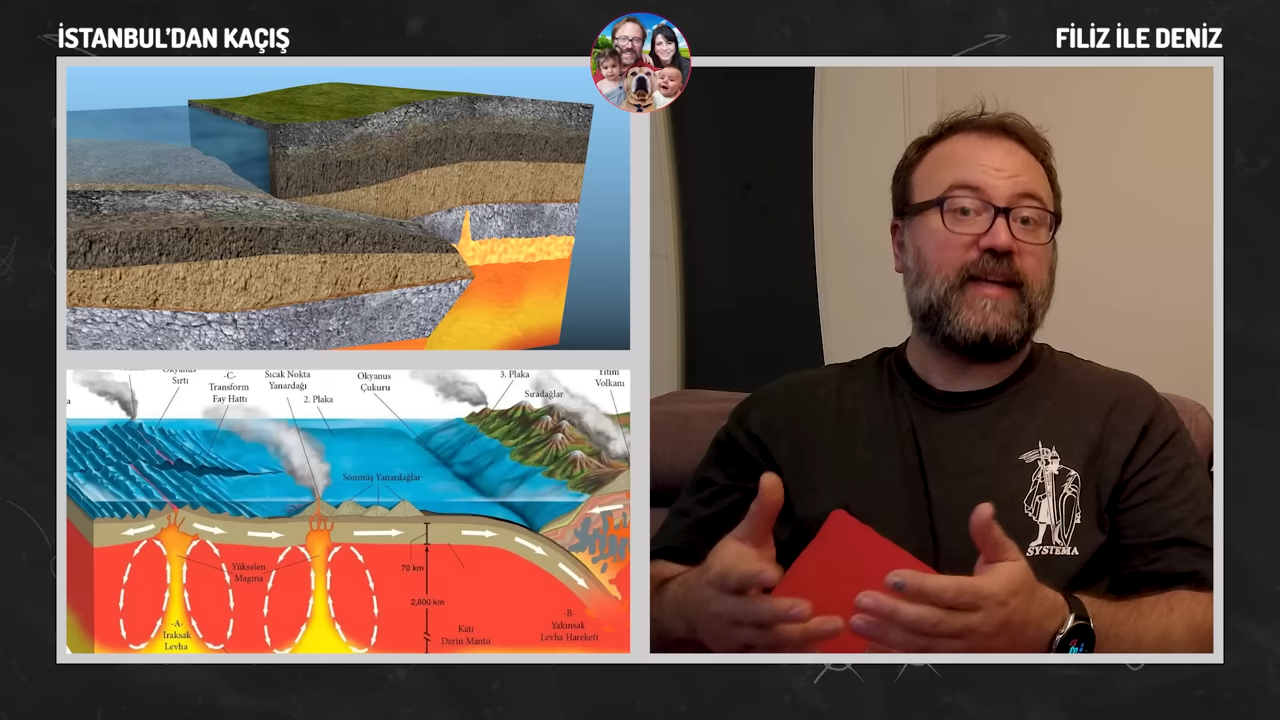 İSTANBUL'DAN KAÇIŞ
FİLİZ İLE DENİZ
Sırtı
-C-
Transform
Fay Hattı
Sıcak Nokta
Yanardağı
2. Plaka
Okyanus
Çukuru
3. Plaka
Sıradağlar
Volkanı
Sönmüş Yanardağlar
Yükselen
Magma
70 km
2,800 km
-A-
Iraksak
Levha
Katı
Derin Manto
-B-
Yakınsak
Levha Hareketi
SYSTEMA